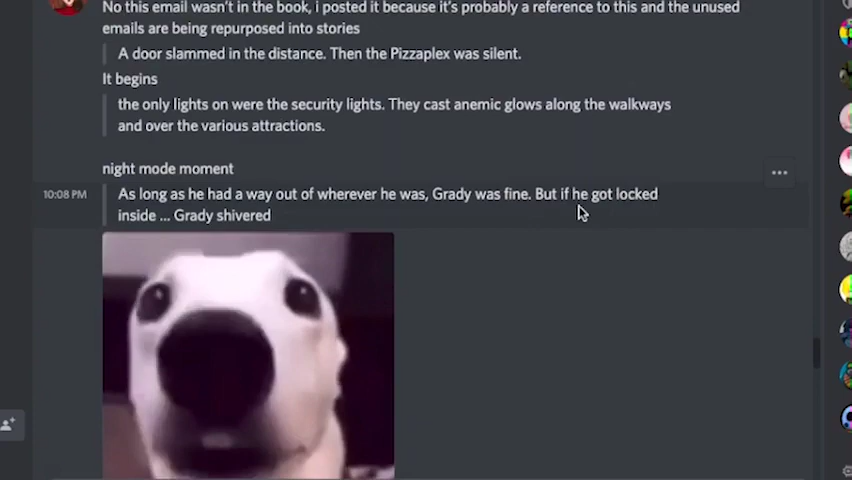 No this email wasn't in the book, i posted it because it's probably a reference to this and the unused
emails are being repurposed into stories
A door slammed in the distance. Then the Pizzaplex was silent.
It begins
the only lights on were the security lights. They cast anemic glows along the walkways
and over the various attractions.
night mode moment
10:08 PM
As long as he had a way out of wherever he was, Grady was fine. But if he got locked
inside ... Grady shivered